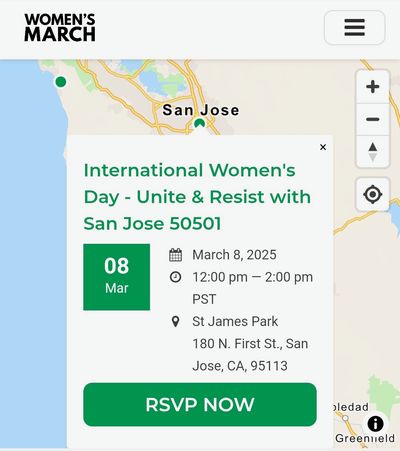 WOMEN'S
MARCH
San Jose
×
International Women's
Day - Unite & Resist with
San Jose 50501
08
Mar
March 8, 2025
12:00 pm — 2:00 pm
PST
St James Park
180 N. First St., San
Jose, CA, 95113
RSVP NOW
oledad
Greenfield